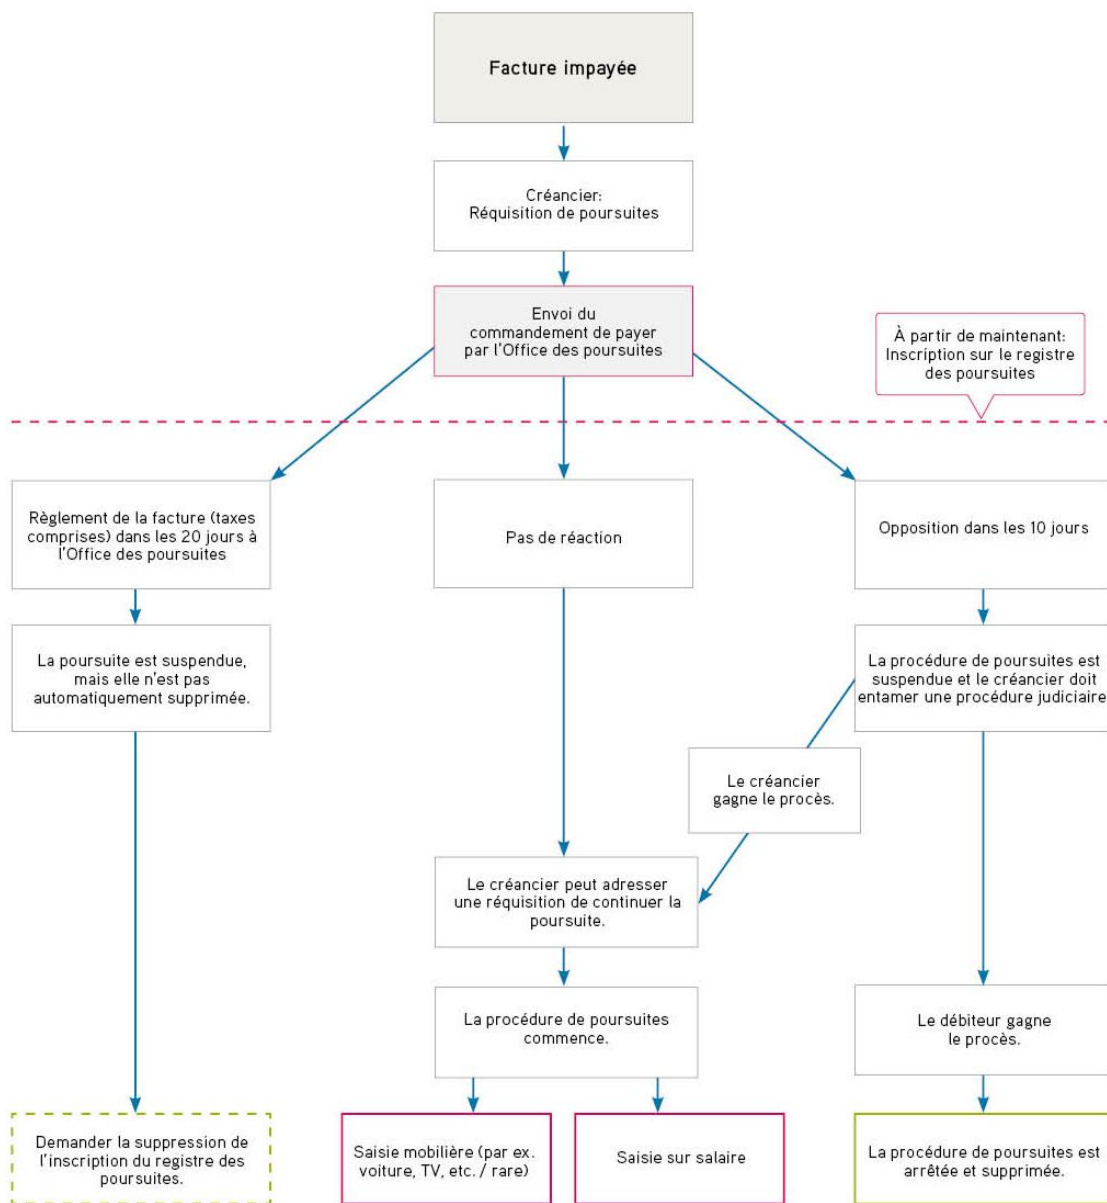 Facture impayée
Créancier:
Réquisition de poursuites
Envoi du
commandement de payer
par l'Office des poursuites
À partir de maintenant:
Inscription sur le registre
des poursuites
Règlement de la facture (taxes
comprises) dans les 20 jours à
l'Office des poursuites
Pas de réaction
Opposition dans les 10 jours
La poursuite est suspendue,
mais elle n'est pas
automatiquement supprimée.
La procédure de poursuites est
suspendue et le créancier doit
entamer une procédure judiciaire
Le créancier
gagne le procès.
Le créancier peut adresser
une réquisition de continuer la
poursuite.
La procédure de poursuites
commence.
Le débiteur gagne
le procès.
Demander la suppression de
l'inscription du registre des
poursuites.
Saisie mobilière (par ex.
voiture, TV, etc. / rare)
Saisie sur salaire
La procédure de poursuites est
arrêtée et supprimée.